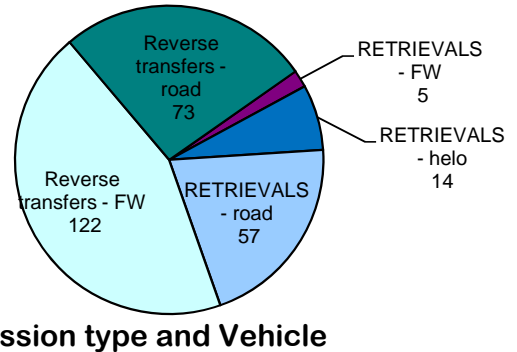 Reverse
transfers -
road
73
RETRIEVALS
- FW
5
RETRIEVALS
- helo
14
RETRIEVALS
- road
57
Reverse
transfers - FW
122
ssion type and Vehicle